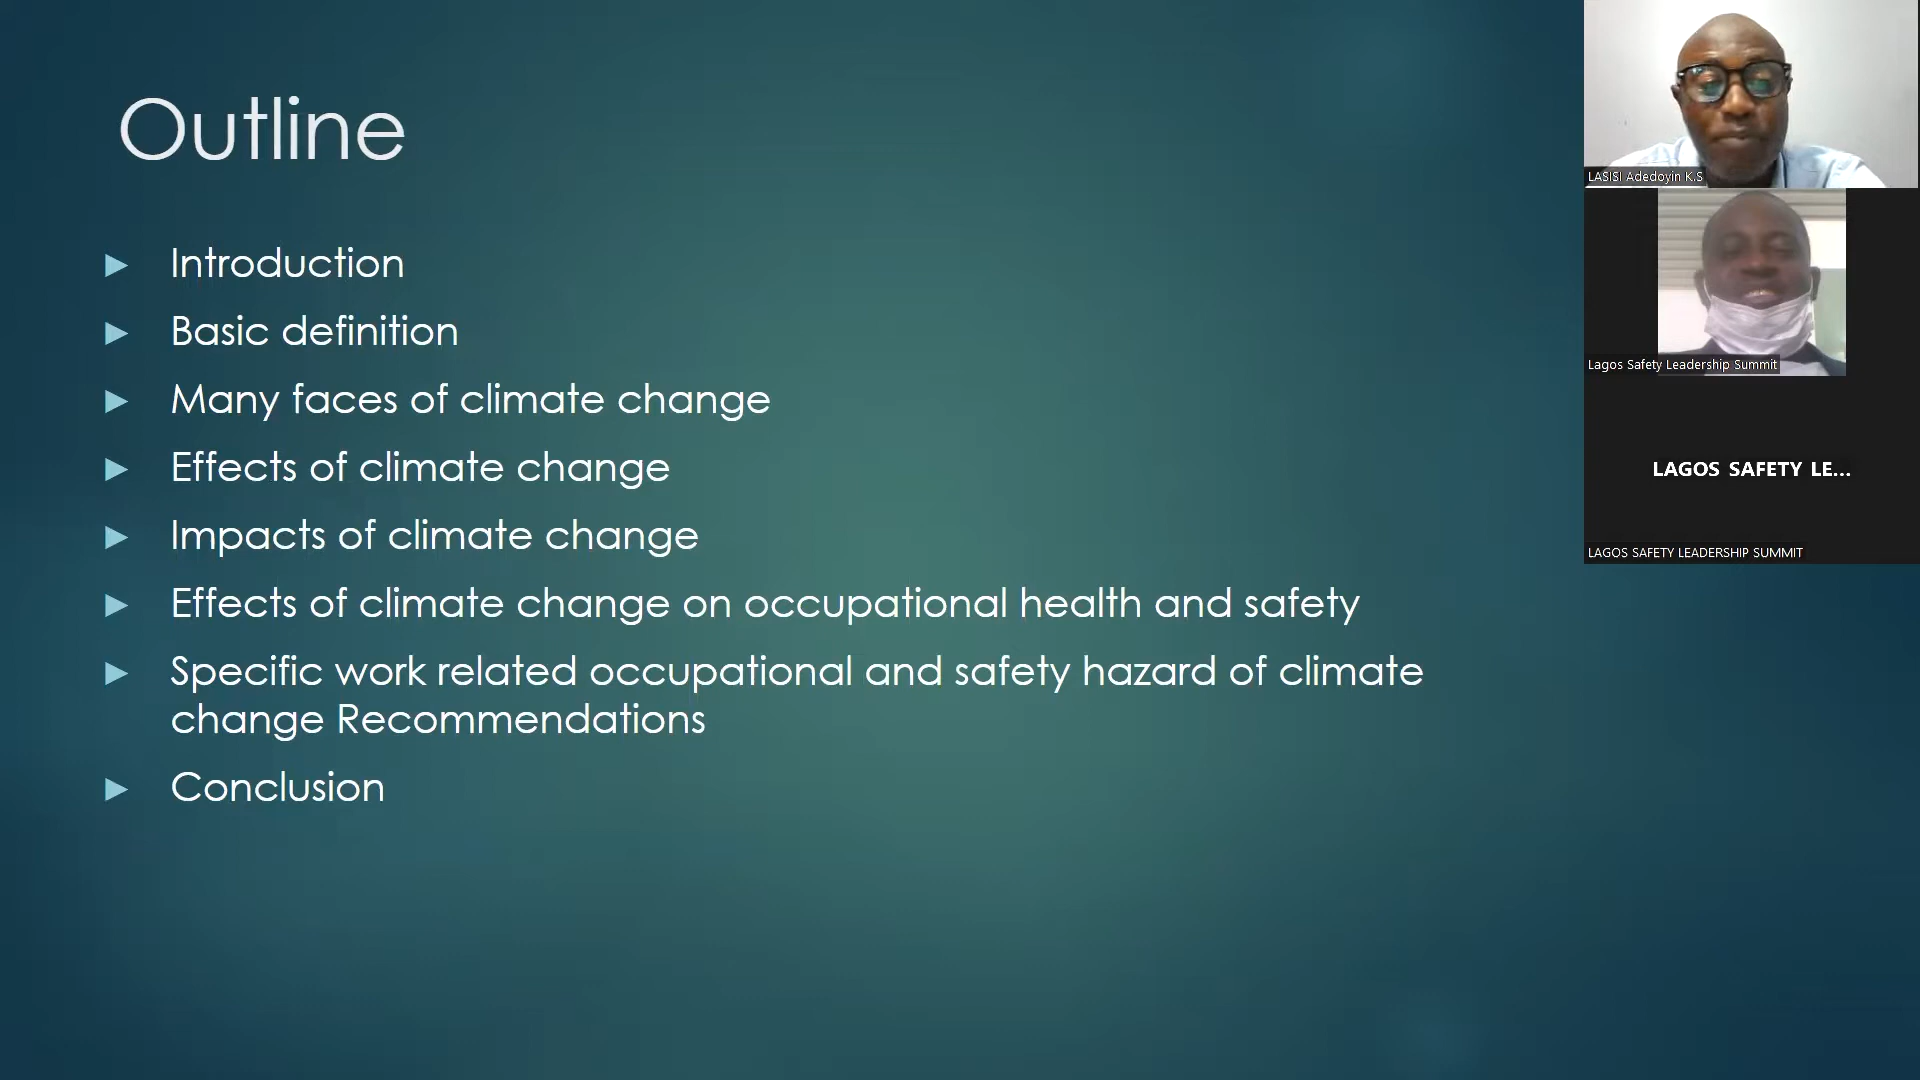 Outline
Introduction
Basic definition
Many faces of climate change
Effects of climate change
Impacts of climate change
Effects of climate change on occupational health and safety
Specific work related occupational and safety hazard of climate
change Recommendations
Conclusion
LASISI Adedoyin K.S
Lagos Safety Leadership Summit
LAGOS SAFETY LE...
LAGOS SAFETY LEADERSHIP SUMMIT